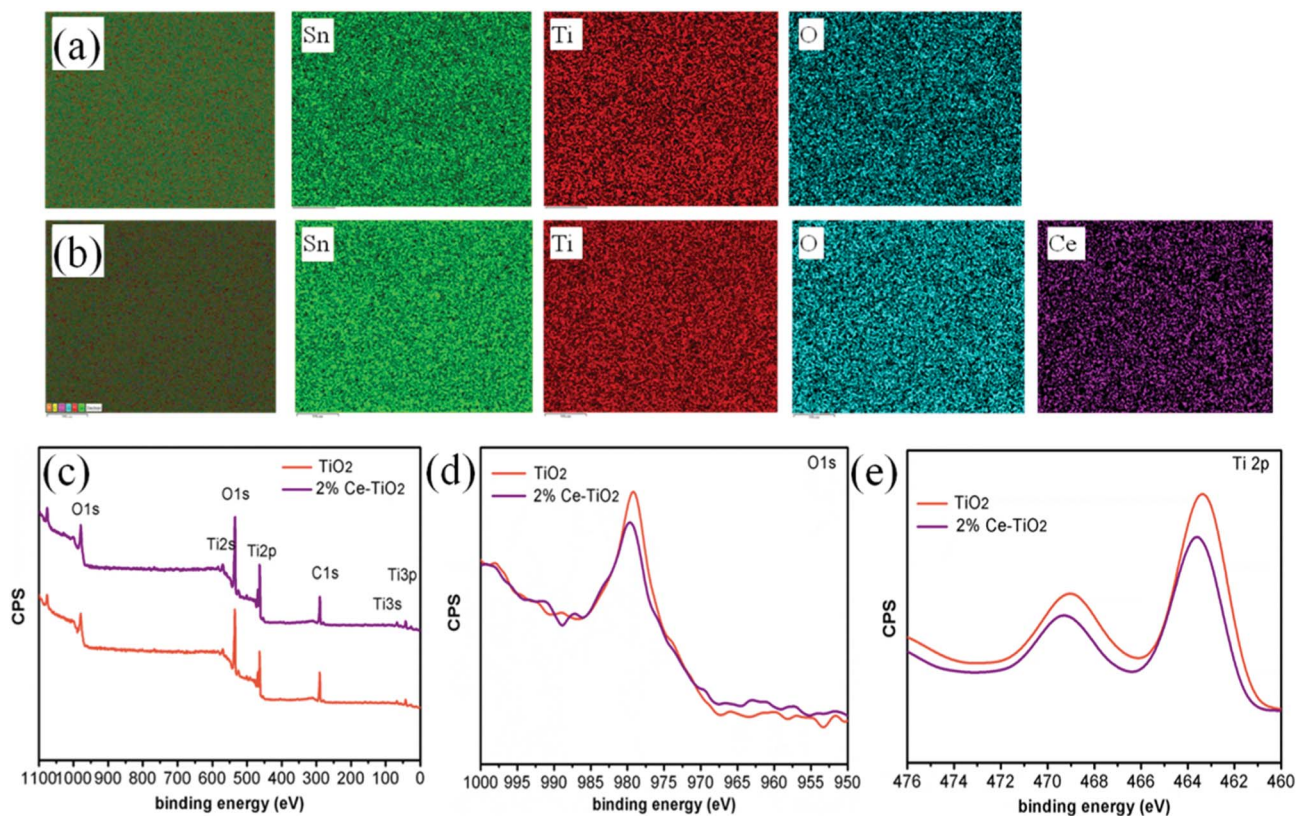 (a)
Sn
Ti
O
(b)
Sn
Ti
O
Ce
(c)
TiO2
2% Ce-TiO2
O1s
O1s
Ti2s
Ti2p
C1s
Ti3p
Ti3s
CPS
1100 1000 900 800 700 600 500 400 300 200 100 0
binding energy (eV)
(d)
O1s
TiO2
2% Ce-TiO2
CPS
1000 995 990 985 980 975 970 965 960 955 950
binding energy (eV)
(e)
Ti 2p
TiO2
2% Ce-TiO2
CPS
476 474 472 470 468 466 464 462 460
binding energy (eV)